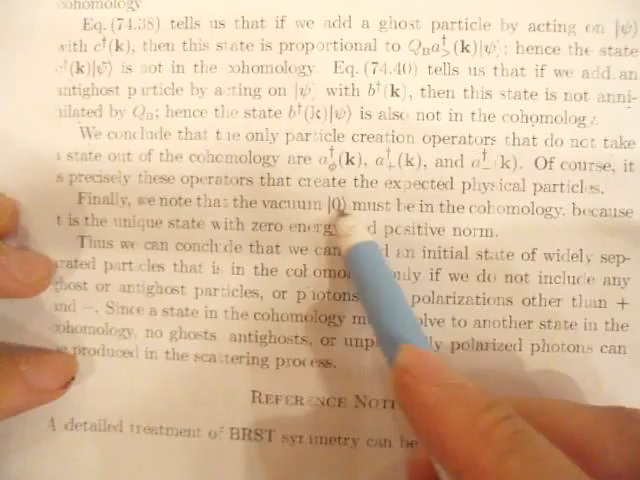 cohomology
Eq. (74.38) tells us that if we add a ghost particle by acting on |ψ⟩
with c†(k), then this state is proportional to Q_B a†_>(k)|ψ⟩; hence the state
c†(k)|ψ⟩ is not in the cohomology. Eq. (74.40) tells us that if we add an
antighost particle by acting on |ψ⟩ with b†(k), then this state is not anni-
hilated by Q_B; hence the state b†(k)|ψ⟩ is also not in the cohomology.
We conclude that the only particle creation operators that do not take
a state out of the cohomology are a†_φ(k), a†_+(k), and a†_−(k). Of course, it
is precisely these operators that create the expected physical particles.
Finally, we note that the vacuum |0⟩ must be in the cohomology, because
it is the unique state with zero energy d positive norm.
Thus we can conclude that we can d an initial state of widely sep-
arated particles that is in the cohomo only if we do not include any
ghost or antighost particles, or photons polarizations other than +
and −. Since a state in the cohomology m olve to another state in the
cohomology, no ghosts antighosts, or unp ly polarized photons can
be produced in the scattering process.
REFERENCE NOT
A detailed treatment of BRST symmetry can be